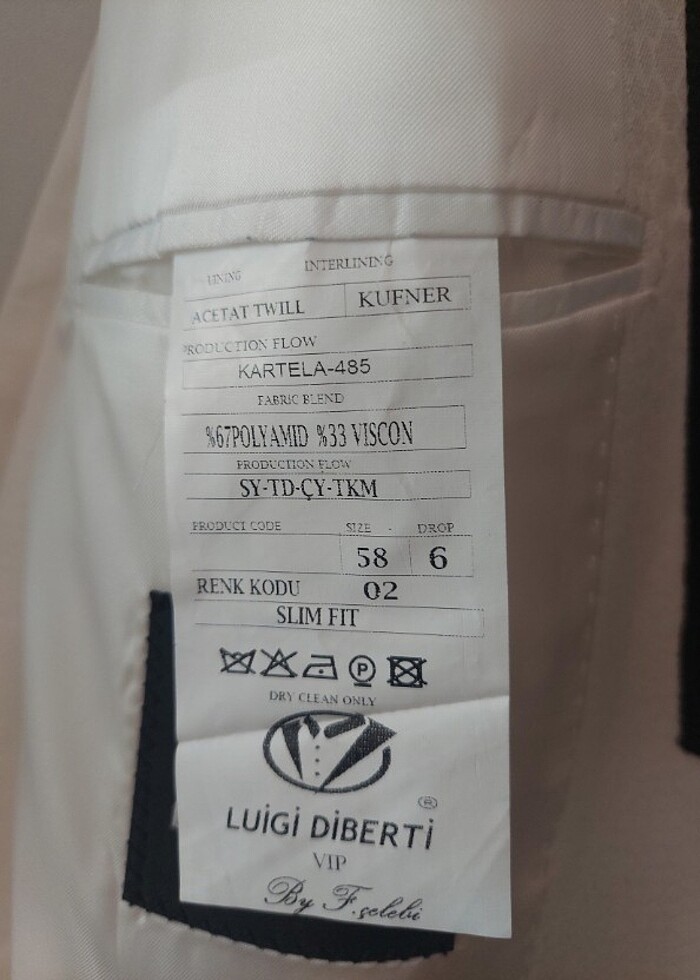 LINING INTERLINING
ACETAT TWILL KUFNER
PRODUCTION FLOW
KARTELA-485
FABRIC BLEND
%67POLYAMID %33 VISCON
PRODUCTION FLOW
SY-TD-ÇY-TKM
PRODUCT CODE SIZE - DROP
58 6
RENK KODU 02
SLIM FIT
P
DRY CLEAN ONLY
®
LUİGİ DİBERTİ
VIP
By F.çelebi